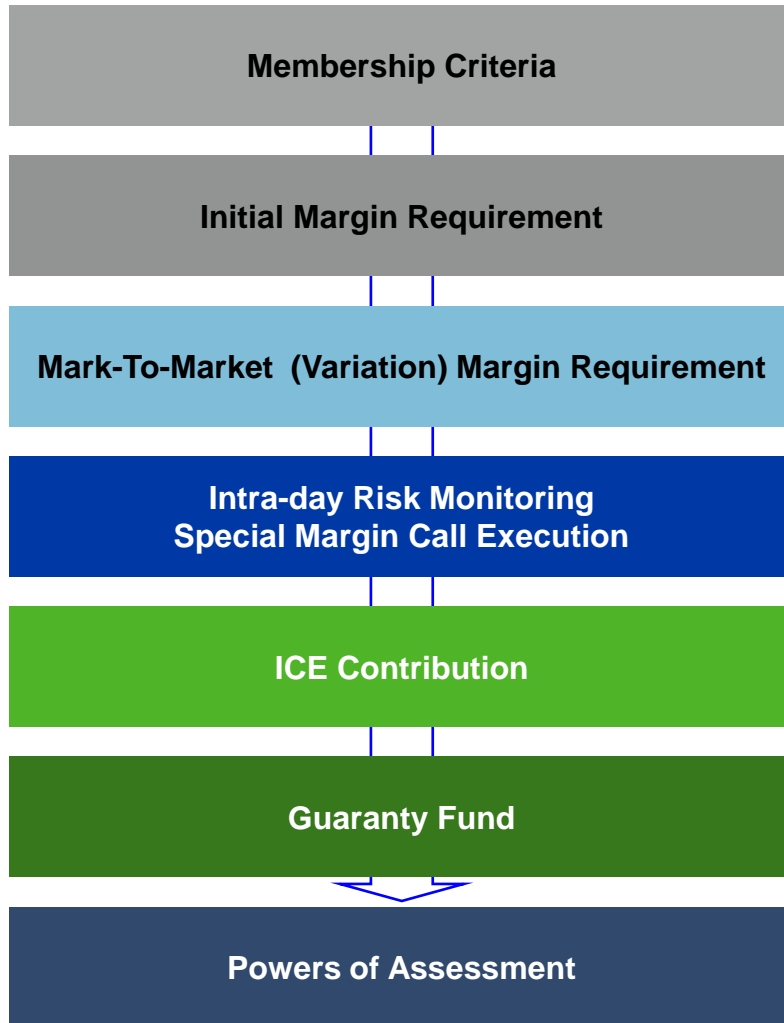 Membership Criteria
Initial Margin Requirement
Mark-To-Market  (Variation) Margin Requirement
Intra-day Risk Monitoring
Special Margin Call Execution
ICE Contribution
Guaranty Fund
Powers of Assessment